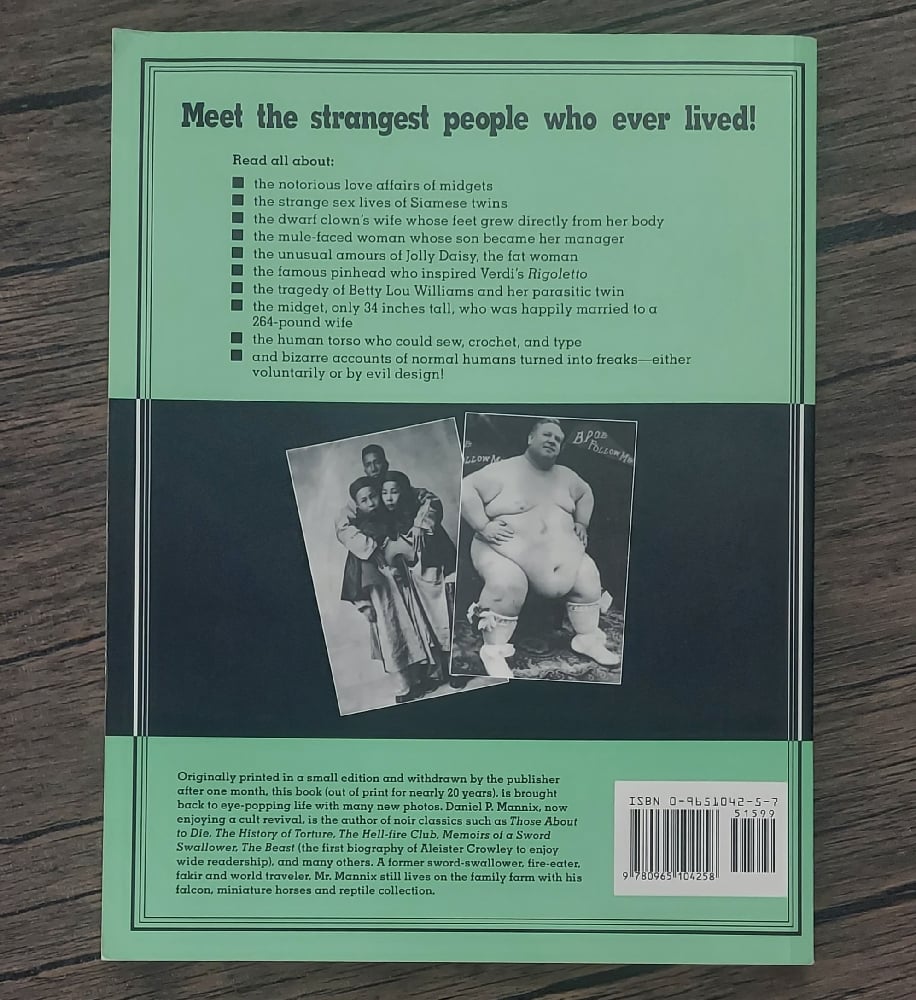 Meet the strangest people who ever lived!
Read all about:
■ the notorious love affairs of midgets
■ the strange sex lives of Siamese twins
■ the dwarf clown's wife whose feet grew directly from her body
■ the mule-faced woman whose son became her manager
■ the unusual amours of Jolly Daisy, the fat woman
■ the famous pinhead who inspired Verdi's Rigoletto
■ the tragedy of Betty Lou Williams and her parasitic twin
■ the midget, only 34 inches tall, who was happily married to a
264-pound wife
■ the human torso who could sew, crochet, and type
■ and bizarre accounts of normal humans turned into freaks—either
voluntarily or by evil design!
LLOW ME
BABE
FOLLOW ME
Originally printed in a small edition and withdrawn by the publisher
after one month, this book (out of print for nearly 20 years), is brought
back to eye-popping life with many new photos. Daniel P. Mannix, now
enjoying a cult revival, is the author of noir classics such as Those About
to Die, The History of Torture, The Hell-fire Club, Memoirs of a Sword
Swallower, The Beast (the first biography of Aleister Crowley to enjoy
wide readership), and many others. A former sword-swallower, fire-eater,
fakir and world traveler, Mr. Mannix still lives on the family farm with his
falcon, miniature horses and reptile collection.
ISBN 0-9651042-5-7
51599
9 780965 104258